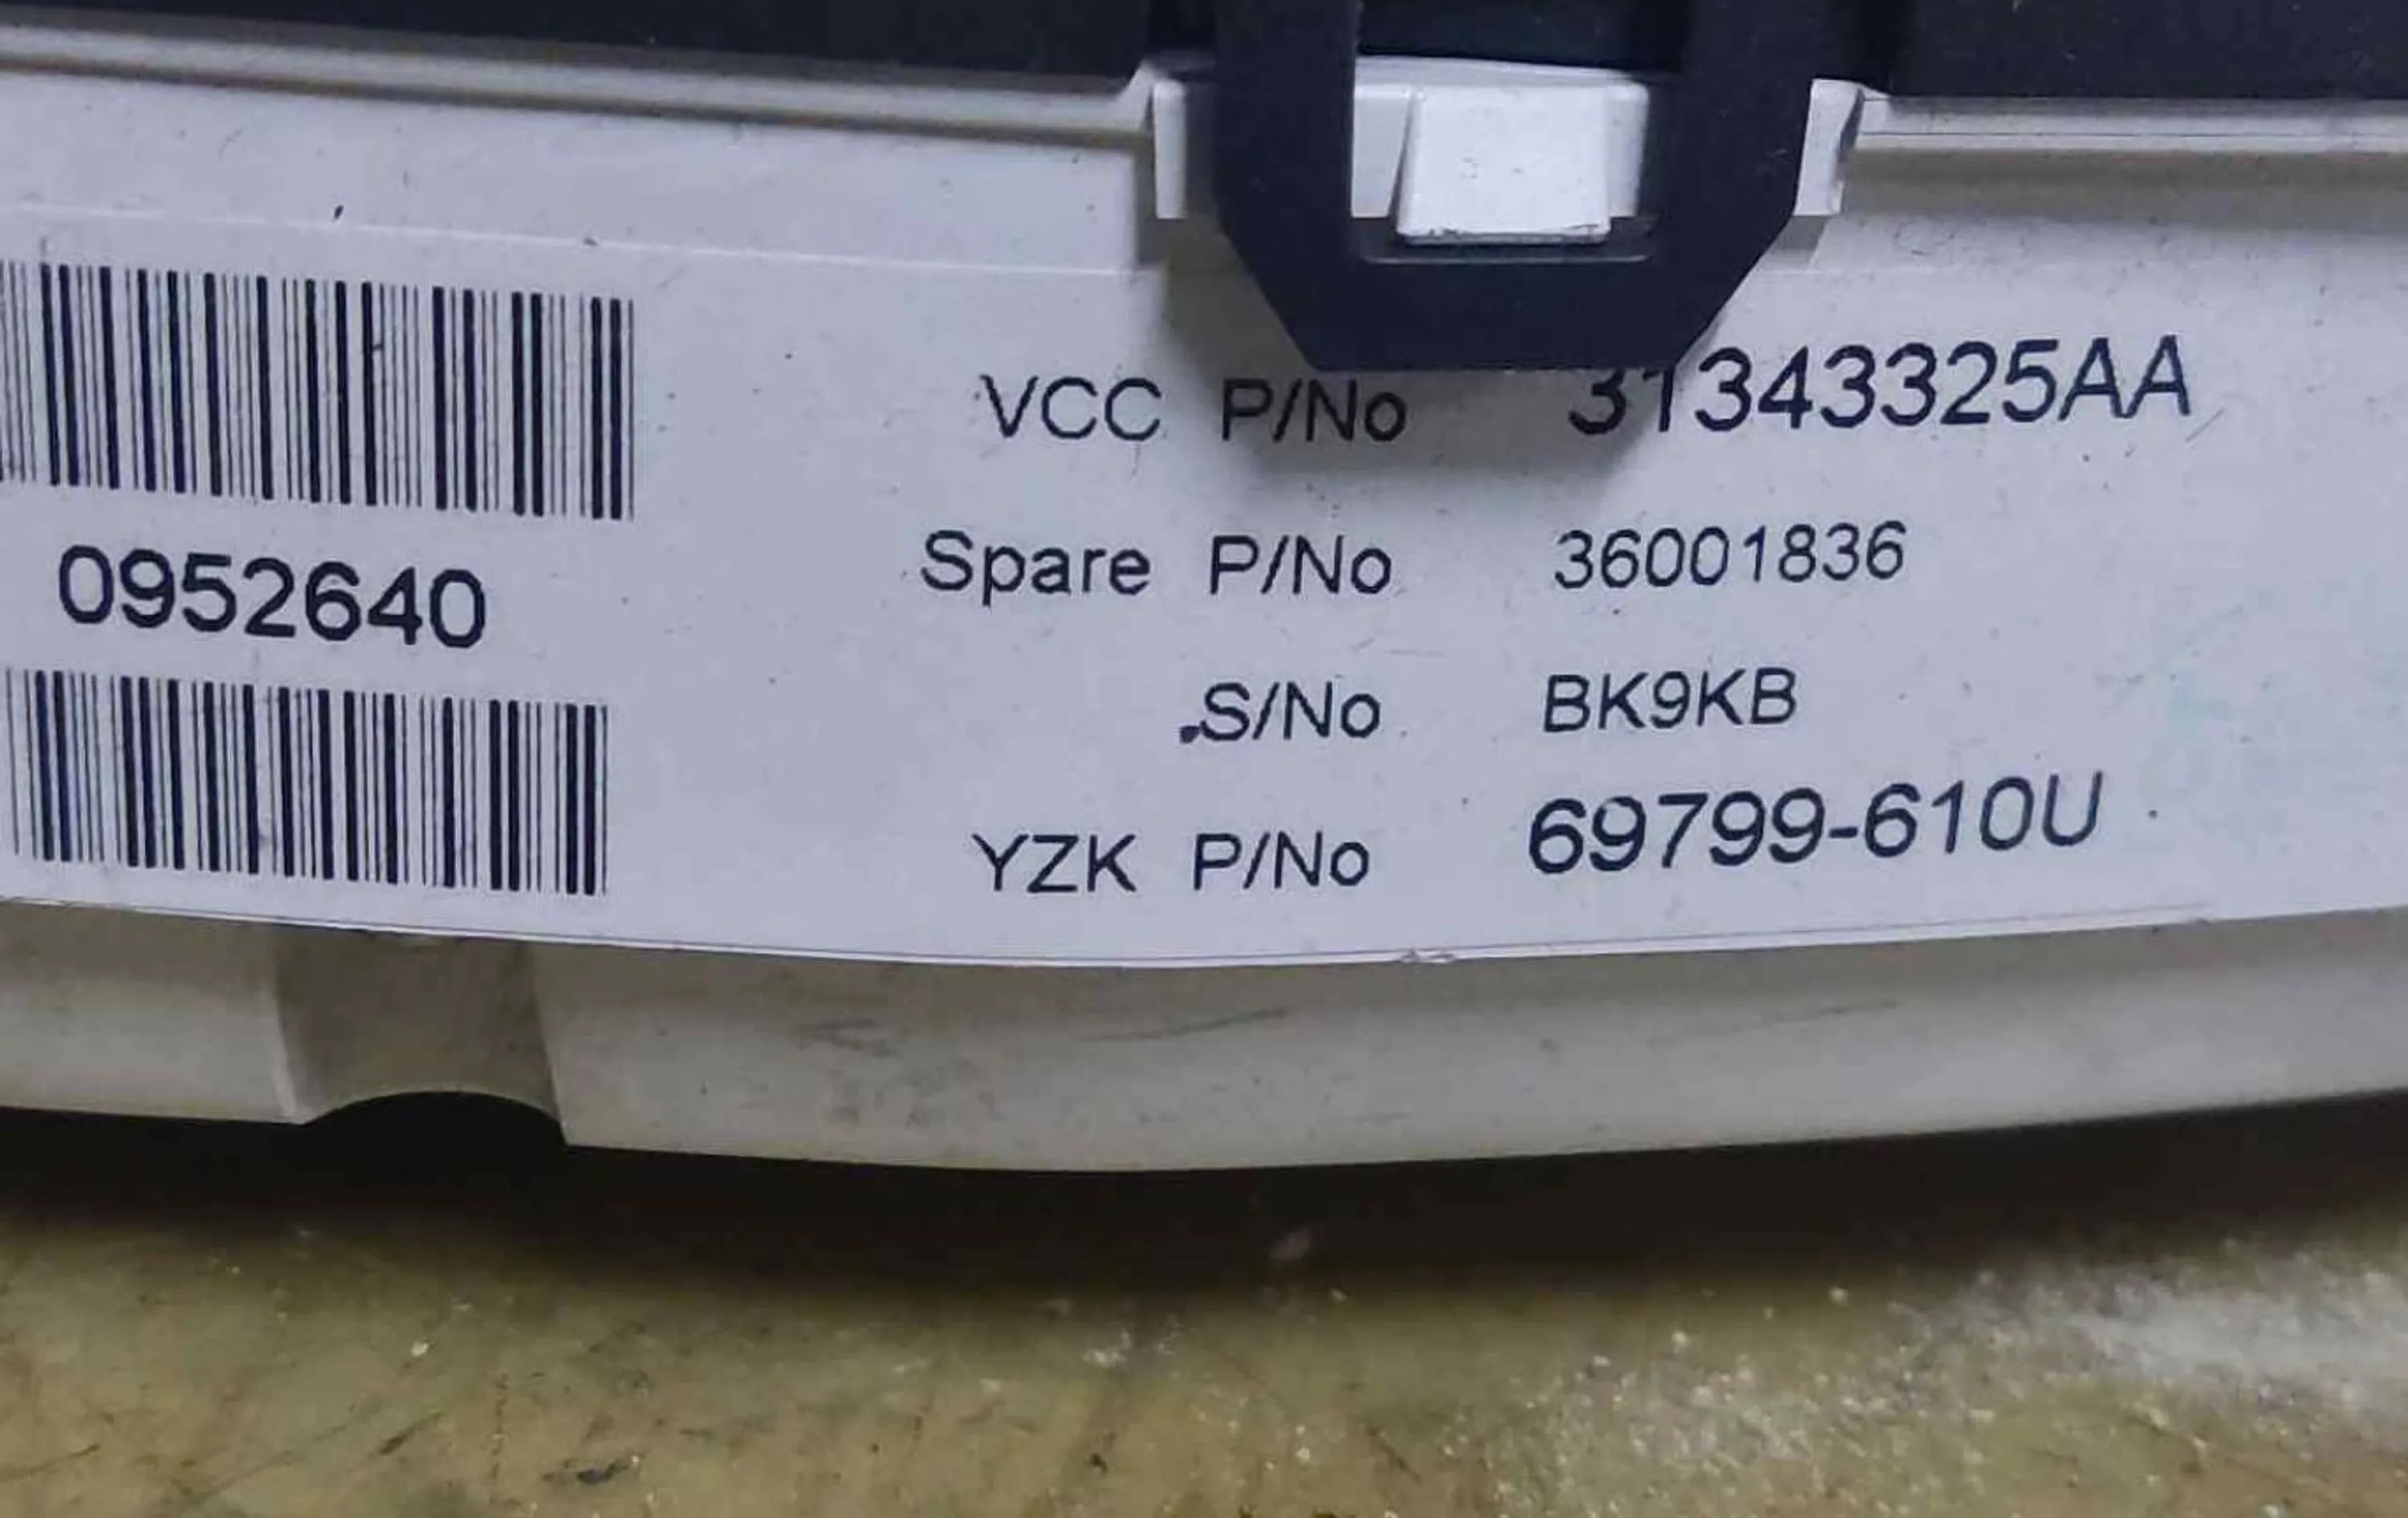 VCC P/No 31343325AA
Spare P/No 36001836
0952640
S/No BK9KB
YZK P/No 69799-610U